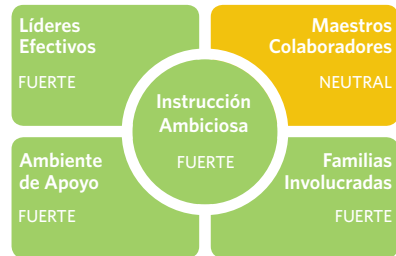 Líderes
Efectivos
FUERTE
Maestros
Colaboradores
NEUTRAL
Instrucción
Ambiciosa
FUERTE
Ambiente
de Apoyo
FUERTE
Familias
Involucradas
FUERTE